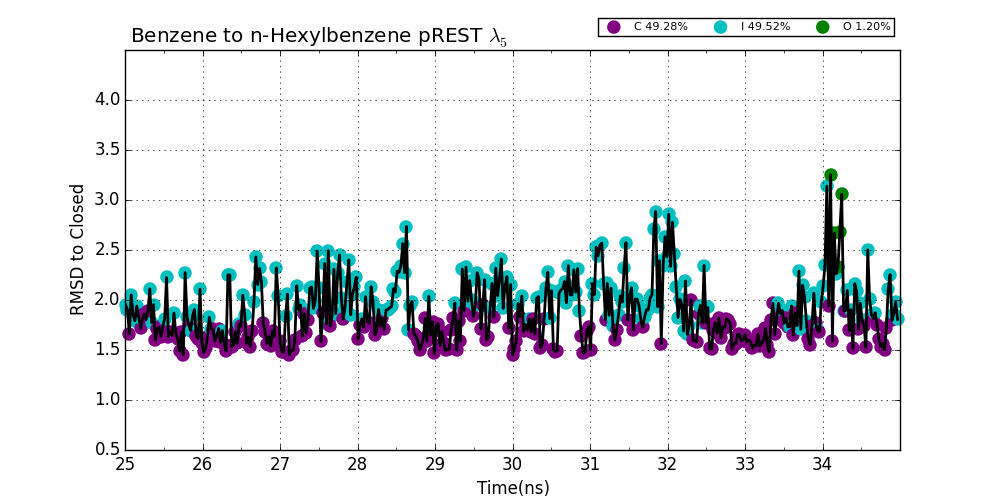 C 49.28% I 49.52% O 1.20%
Benzene to n-Hexylbenzene pREST λ₅
4.0
3.5
3.0
2.5
2.0
1.5
1.0
0.5
RMSD to Closed
25 26 27 28 29 30 31 32 33 34
Time(ns)